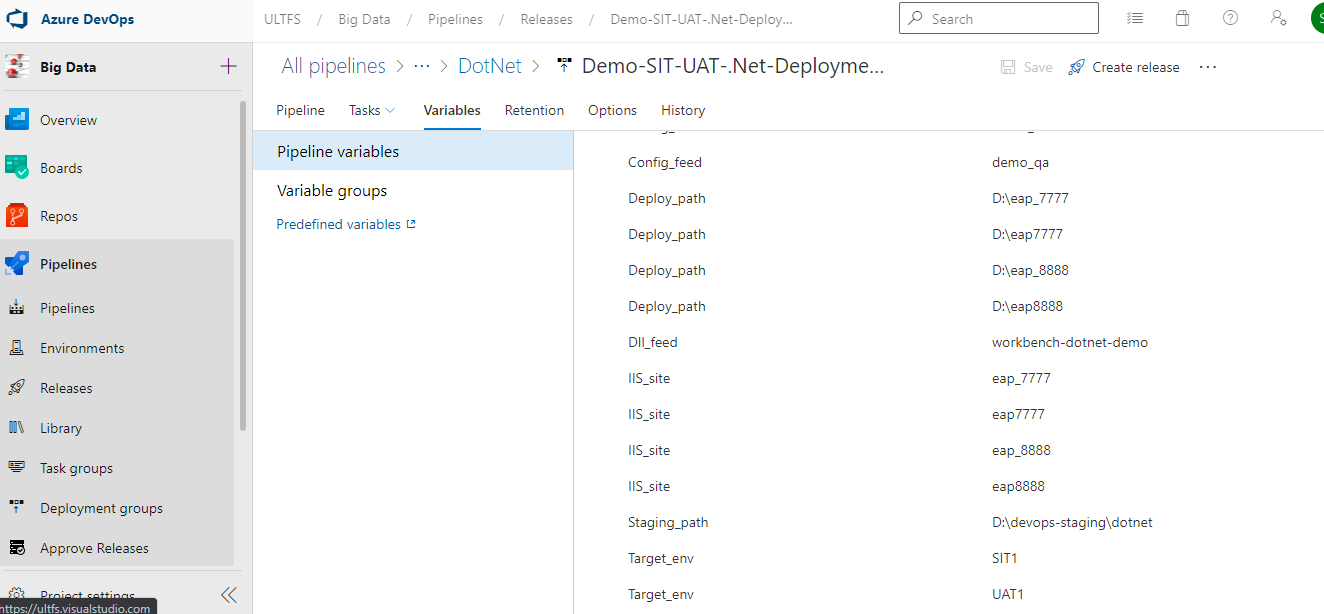 Azure DevOps
ULTFS / Big Data / Pipelines / Releases / Demo-SIT-UAT-.Net-Deploy...
Search
S
Big Data
All pipelines > ··· > DotNet > Demo-SIT-UAT-.Net-Deployme...
Save
Create release
Pipeline Tasks Variables Retention Options History
Overview
Boards
Repos
Pipelines
Pipelines
Environments
Releases
Library
Task groups
Deployment groups
Approve Releases
Project settings
https://ultfs.visualstudio.com
Pipeline variables
Variable groups
Predefined variables
Config_feed demo_qa
Deploy_path D:\eap_7777
Deploy_path D:\eap7777
Deploy_path D:\eap_8888
Deploy_path D:\eap8888
Dll_feed workbench-dotnet-demo
IIS_site eap_7777
IIS_site eap7777
IIS_site eap_8888
IIS_site eap8888
Staging_path D:\devops-staging\dotnet
Target_env SIT1
Target_env UAT1